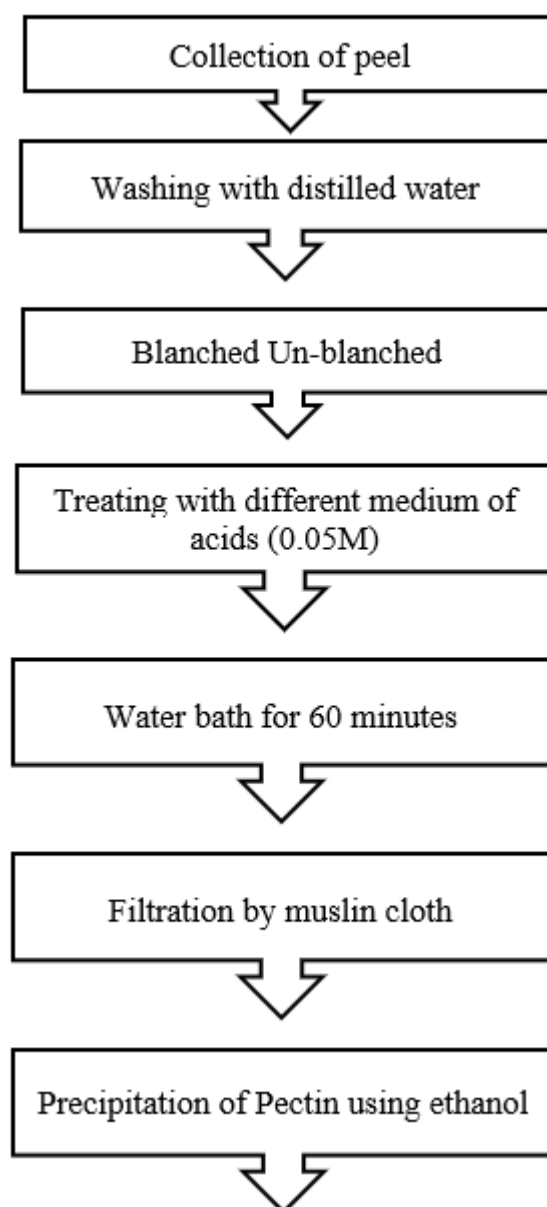 Collection of peel
Washing with distilled water
Blanched Un-blanched
Treating with different medium of
acids (0.05M)
Water bath for 60 minutes
Filtration by muslin cloth
Precipitation of Pectin using ethanol